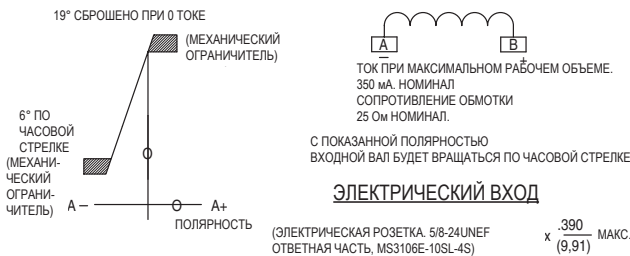 19° СБРОШЕНО ПРИ 0 ТОКЕ
(МЕХАНИЧЕСКИЙ
ОГРАНИЧИТЕЛЬ)
6° ПО
ЧАСОВОЙ
СТРЕЛКЕ
(МЕХАНИ-
ЧЕСКИЙ
ОГРАНИ-
ЧИТЕЛЬ)
O
A –
O
A+
ПОЛЯРНОСТЬ
A
B
–
+
ТОК ПРИ МАКСИМАЛЬНОМ РАБОЧЕМ ОБЪЕМЕ.
350 мА. НОМИНАЛ
СОПРОТИВЛЕНИЕ ОБМОТКИ
25 Ом НОМИНАЛ.
С ПОКАЗАННОЙ ПОЛЯРНОСТЬЮ
ВХОДНОЙ ВАЛ БУДЕТ ВРАЩАТЬСЯ ПО ЧАСОВОЙ СТРЕЛКЕ
ЭЛЕКТРИЧЕСКИЙ ВХОД
(ЭЛЕКТРИЧЕСКАЯ РОЗЕТКА. 5/8-24UNEF
ОТВЕТНАЯ ЧАСТЬ, MS3106E-10SL-4S)
x .390 МАКС.
(9,91)